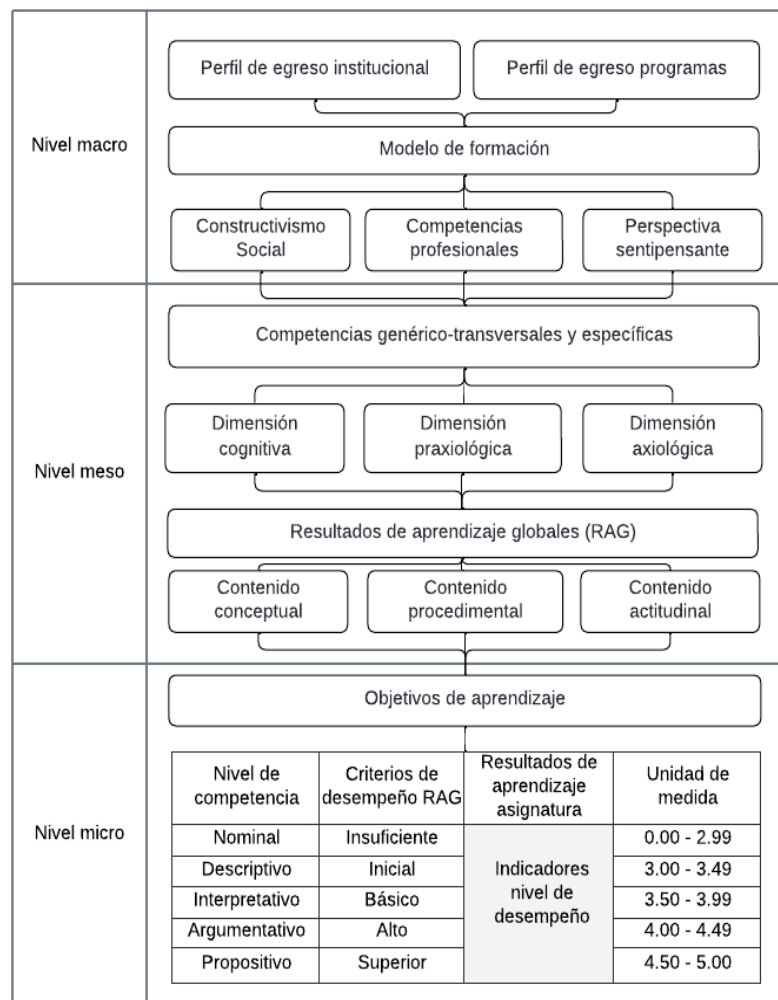 Perfil de egreso institucional
Perfil de egreso programas
Nivel macro
Modelo de formación
Constructivismo
Social
Competencias
profesionales
Perspectiva
sentipensante
Competencias genérico-transversales y específicas
Nivel meso
Dimensión
cognitiva
Dimensión
praxiológica
Dimensión
axiológica
Resultados de aprendizaje globales (RAG)
Contenido
conceptual
Contenido
procedimental
Contenido
actitudinal
Nivel micro
Objetivos de aprendizaje
Nivel de
competencia
Criterios de
desempeño RAG
Resultados de
aprendizaje
asignatura
Unidad de
medida
Nominal
Insuficiente
Indicadores
nivel de
desempeño
0.00 - 2.99
Descriptivo
Inicial
3.00 - 3.49
Interpretativo
Básico
3.50 - 3.99
Argumentativo
Alto
4.00 - 4.49
Propositivo
Superior
4.50 - 5.00